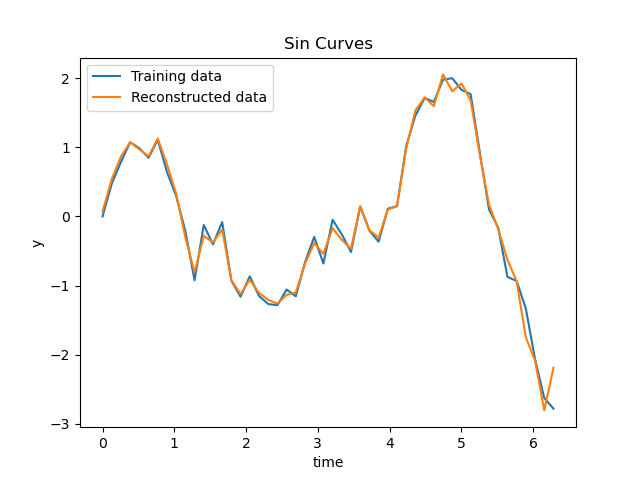 Sin Curves
Training data
Reconstructed data
y
2
1
0
−1
−2
−3
0 1 2 3 4 5 6
time